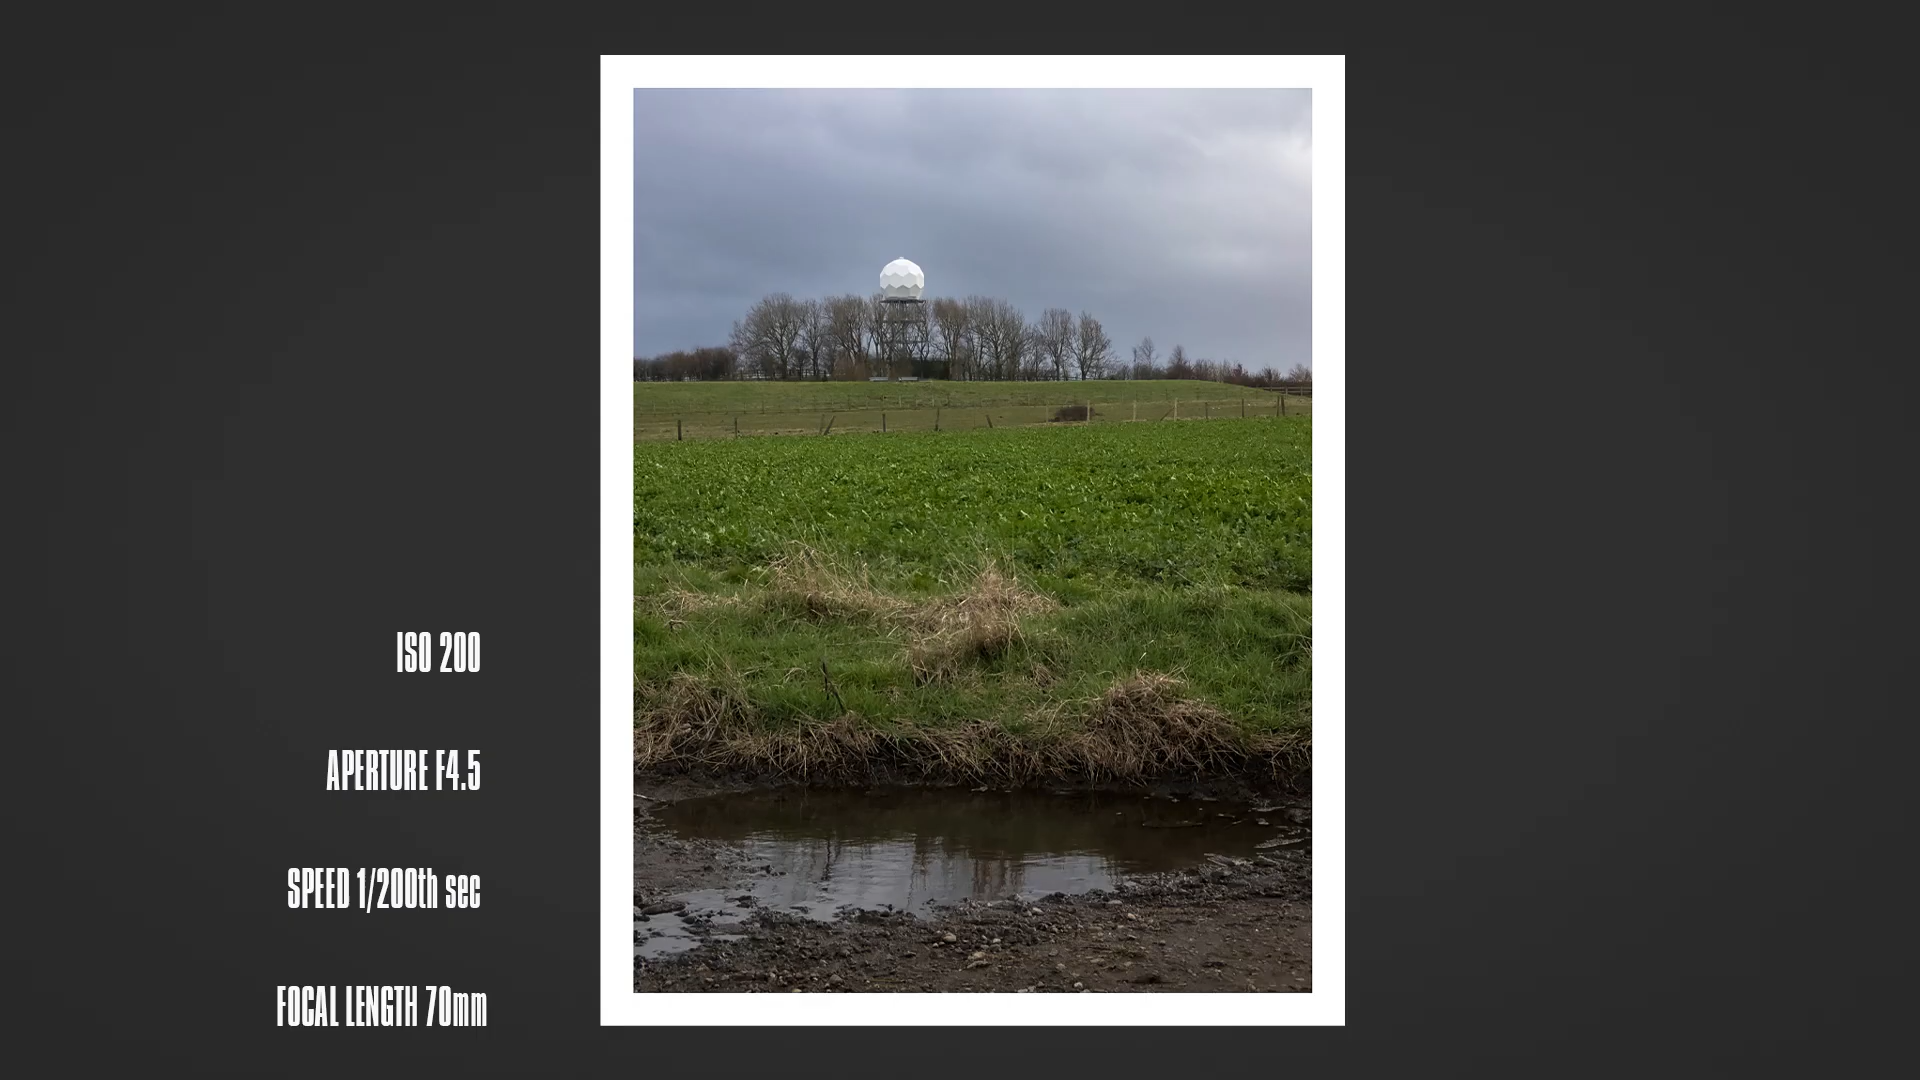 ISO 200
APERTURE F4.5
SPEED 1/200th sec
FOCAL LENGTH 70mm